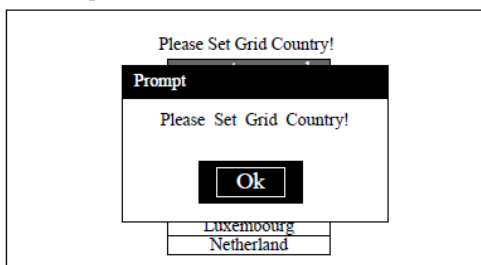 Please Set Grid Country!
Prompt
Please Set Grid Country!
Ok
Luxembourg
Netherland